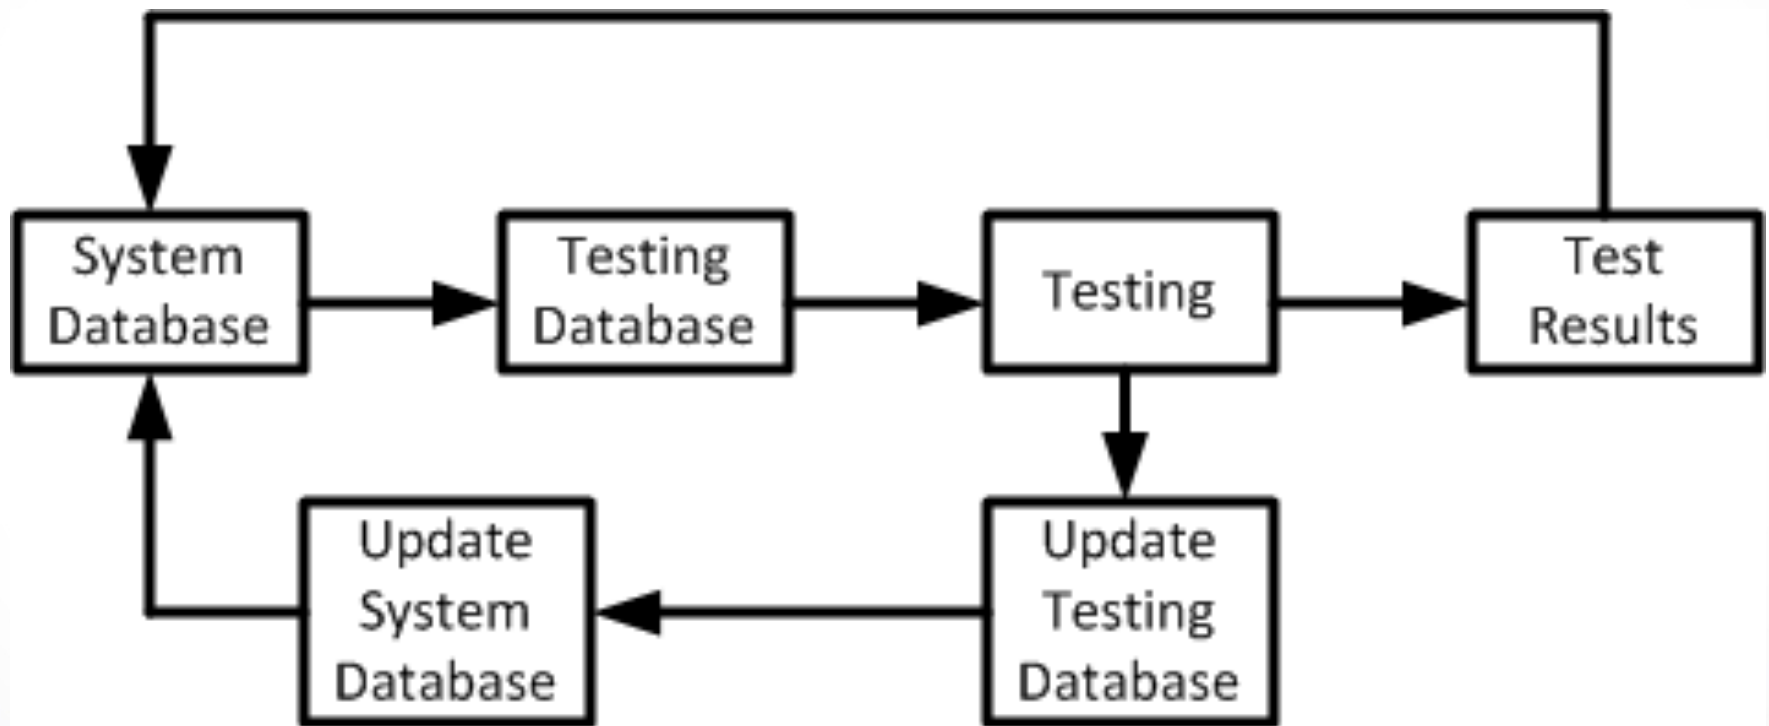 System
Database
Testing
Database
Testing
Test
Results
Update
System
Database
Update
Testing
Database